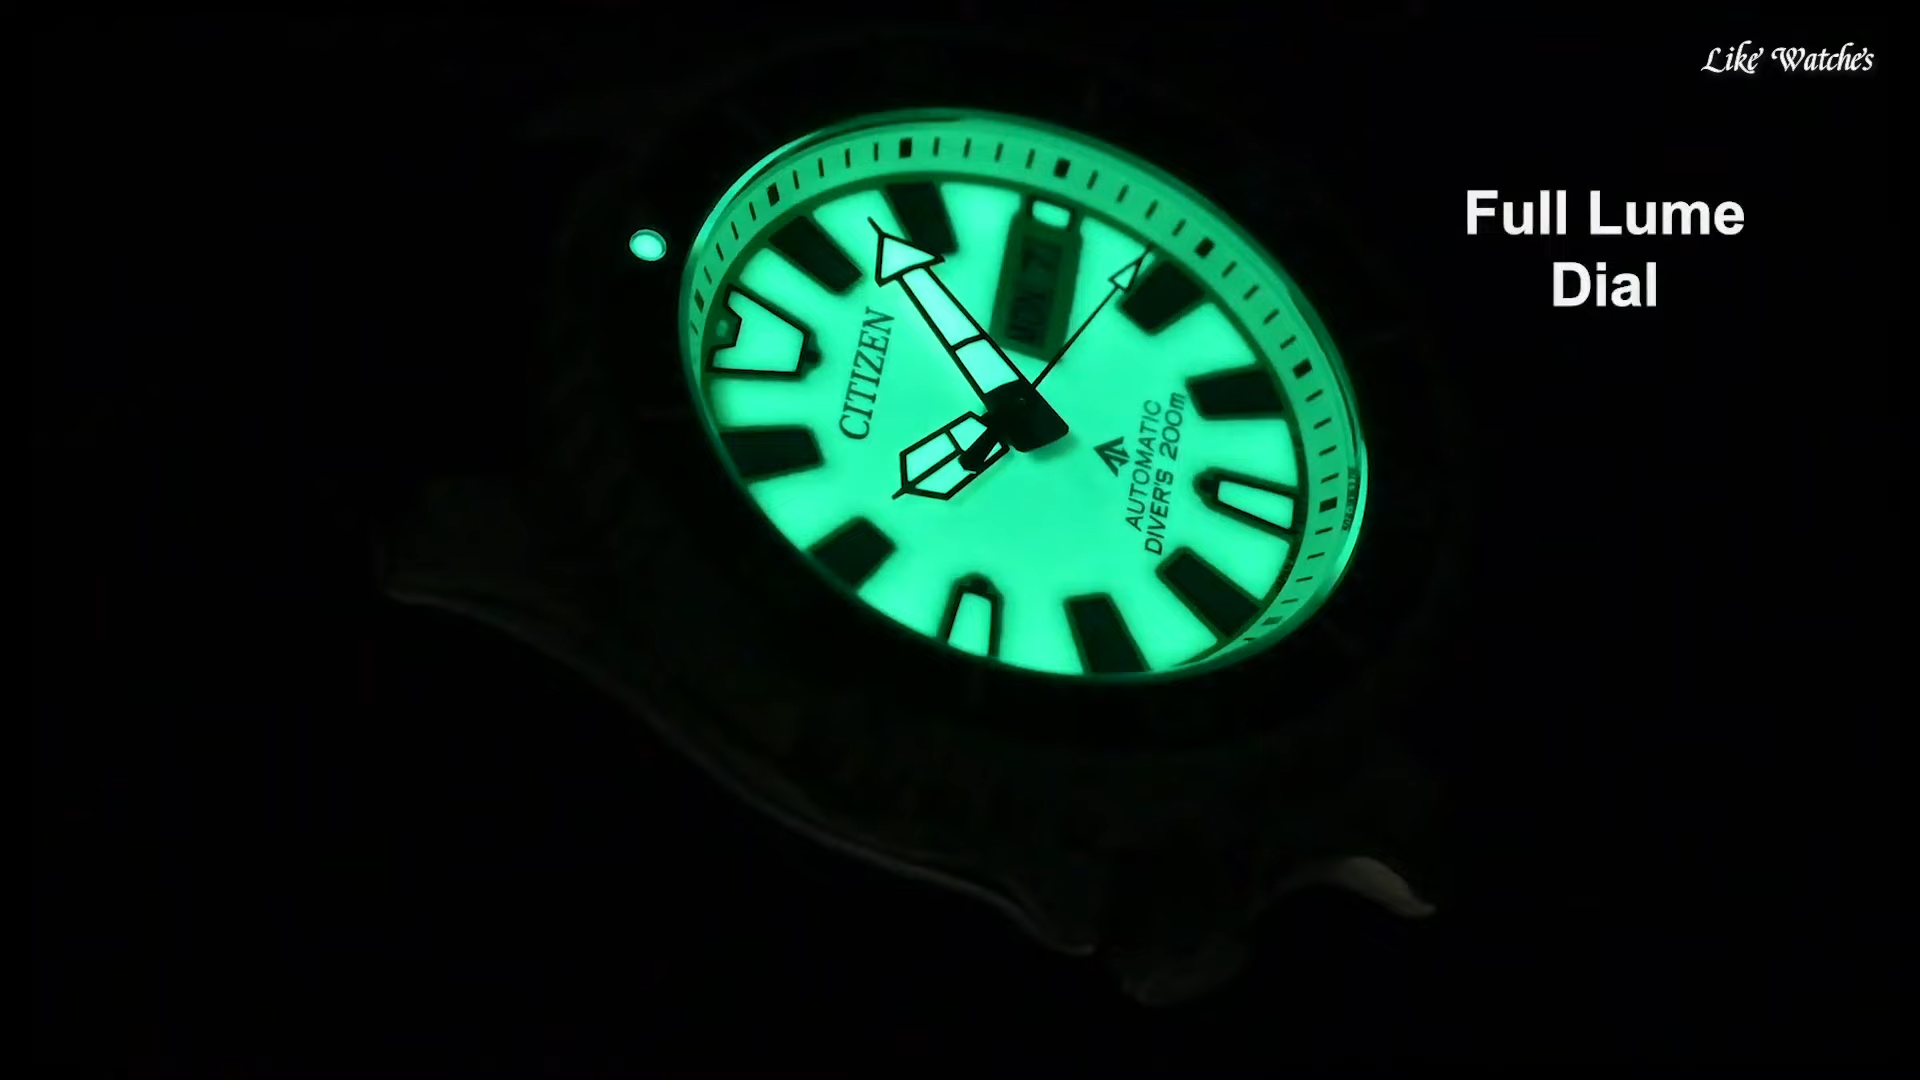 Like Watche's
Full Lume
Dial
CITIZEN
AUTOMATIC
DIVER'S 200m